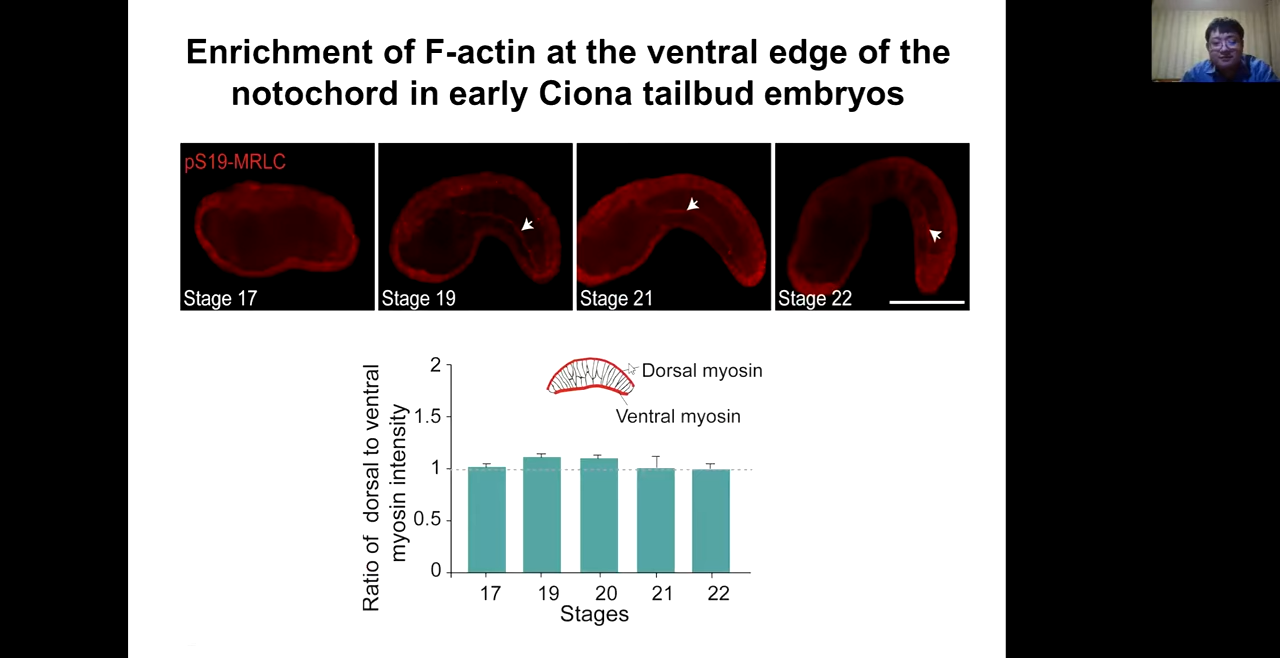 Enrichment of F-actin at the ventral edge of the
notochord in early Ciona tailbud embryos
pS19-MRLC
Stage 17
Stage 19
Stage 21
Stage 22
Ratio of dorsal to ventral
myosin intensity
2
1.5
1
0.5
0
Dorsal myosin
Ventral myosin
17 19 20 21 22
Stages